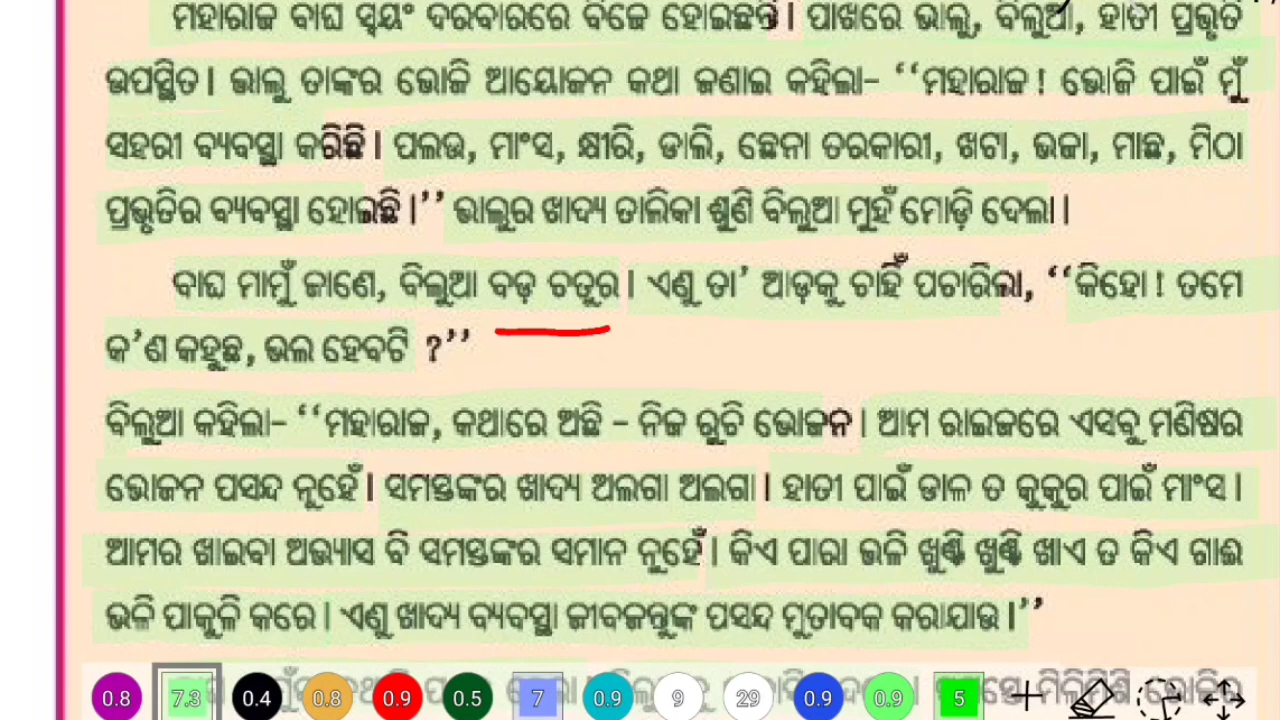 ମହାରାଜ ବାଘ ସ୍ୱୟଂ ଦରବାରରେ ବିଜେ ହୋଇଛନ୍ତି। ପାଖରେ ଭାଲୁ, ବିଲୁଆ, ହାତୀ ପ୍ରଭୃତି
ଉପସ୍ଥିତ। ଭାଲୁ ତାଙ୍କର ଭୋଜି ଆୟୋଜନ କଥା ଜଣାଇ କହିଲା– ‘‘ମହାରାଜ! ଭୋଜି ପାଇଁ ମୁଁ
ସହରୀ ବ୍ୟବସ୍ଥା କରିଛି। ପଲଉ, ମାଂସ, କ୍ଷୀରି, ଡାଲି, ଛେନା ତରକାରୀ, ଖଟା, ଭଜା, ମାଛ, ମିଠା
ପ୍ରଭୃତିର ବ୍ୟବସ୍ଥା ହୋଇଛି।’’ ଭାଲୁର ଖାଦ୍ୟ ତାଲିକା ଶୁଣି ବିଲୁଆ ମୁହଁ ମୋଡ଼ି ଦେଲା।
ବାଘ ମାମୁଁ ଜାଣେ, ବିଲୁଆ ବଡ଼ ଚତୁର। ଏଣୁ ତା’ ଆଡ଼କୁ ଚାହିଁ ପଚାରିଲା, ‘‘କିହୋ! ତମେ
କ’ଣ କହୁଛ, ଭଲ ହେବଟି ?’’
ବିଲୁଆ କହିଲା– ‘‘ମହାରାଜ, କଥାରେ ଅଛି – ନିଜ ରୁଚି ଭୋଜନ। ଆମ ରାଇଜରେ ଏସବୁ ମଣିଷର
ଭୋଜନ ପସନ୍ଦ ନୁହେଁ। ସମସ୍ତଙ୍କର ଖାଦ୍ୟ ଅଲଗା ଅଲଗା। ହାତୀ ପାଇଁ ଡାଳ ତ କୁକୁର ପାଇଁ ମାଂସ।
ଆମର ଖାଇବା ଅଭ୍ୟାସ ବି ସମସ୍ତଙ୍କର ସମାନ ନୁହେଁ। କିଏ ପାରା ଭଳି ଖୁଣ୍ଟି ଖୁଣ୍ଟି ଖାଏ ତ କିଏ ଗାଈ
ଭଳି ପାକୁଳି କରେ। ଏଣୁ ଖାଦ୍ୟ ବ୍ୟବସ୍ଥା ଜୀବଜନ୍ତୁଙ୍କ ପସନ୍ଦ ମୁତାବକ କରାଯାଉ।’’
0.8 7.3 0.4 0.8 0.9 0.5 7 0.9 9 29 0.9 0.9 5